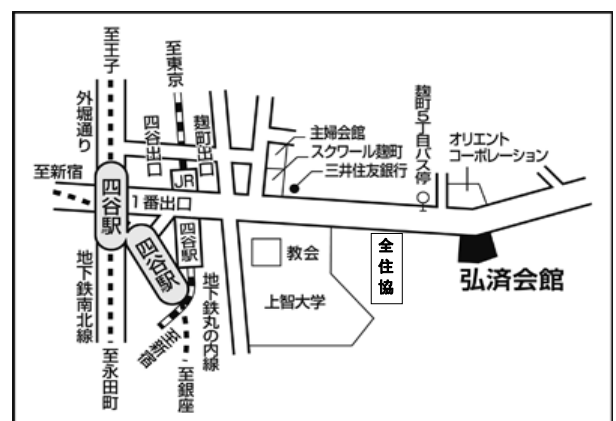 至王子
外堀通り
四谷出口
至東京
麹町出口
主婦会館
スクワール麹町
三井住友銀行
麹町5丁目バス停
オリエント
コーポレーション
至新宿
四谷駅
JR
1番出口
四谷駅
四谷駅
教会
上智大学
全住協
弘済会館
地下鉄南北線
至永田町
至新宿
至銀座
地下鉄丸の内線